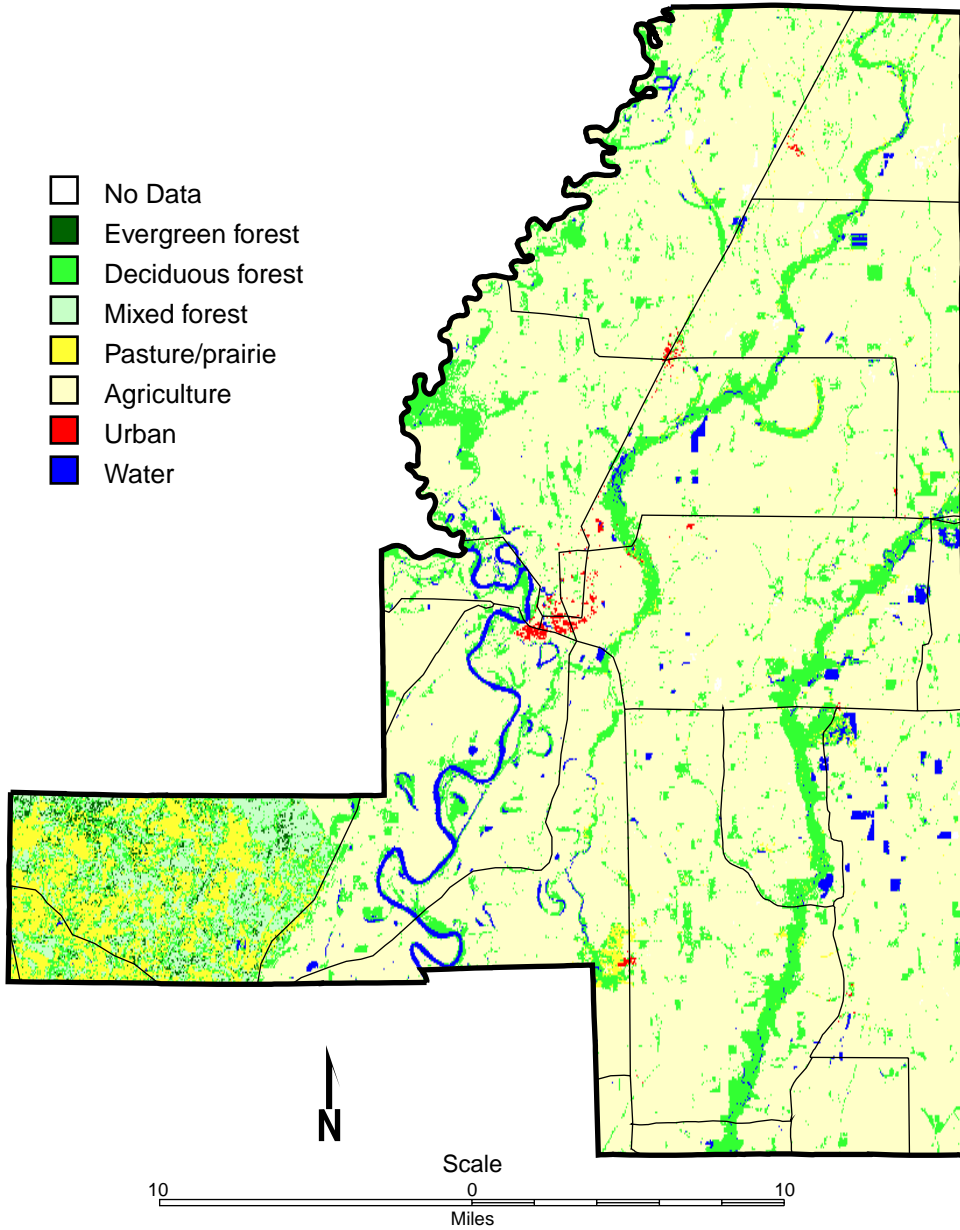 No Data
Evergreen forest
Deciduous forest
Mixed forest
Pasture/prairie
Agriculture
Urban
Water
N
Scale
10 0 10
Miles